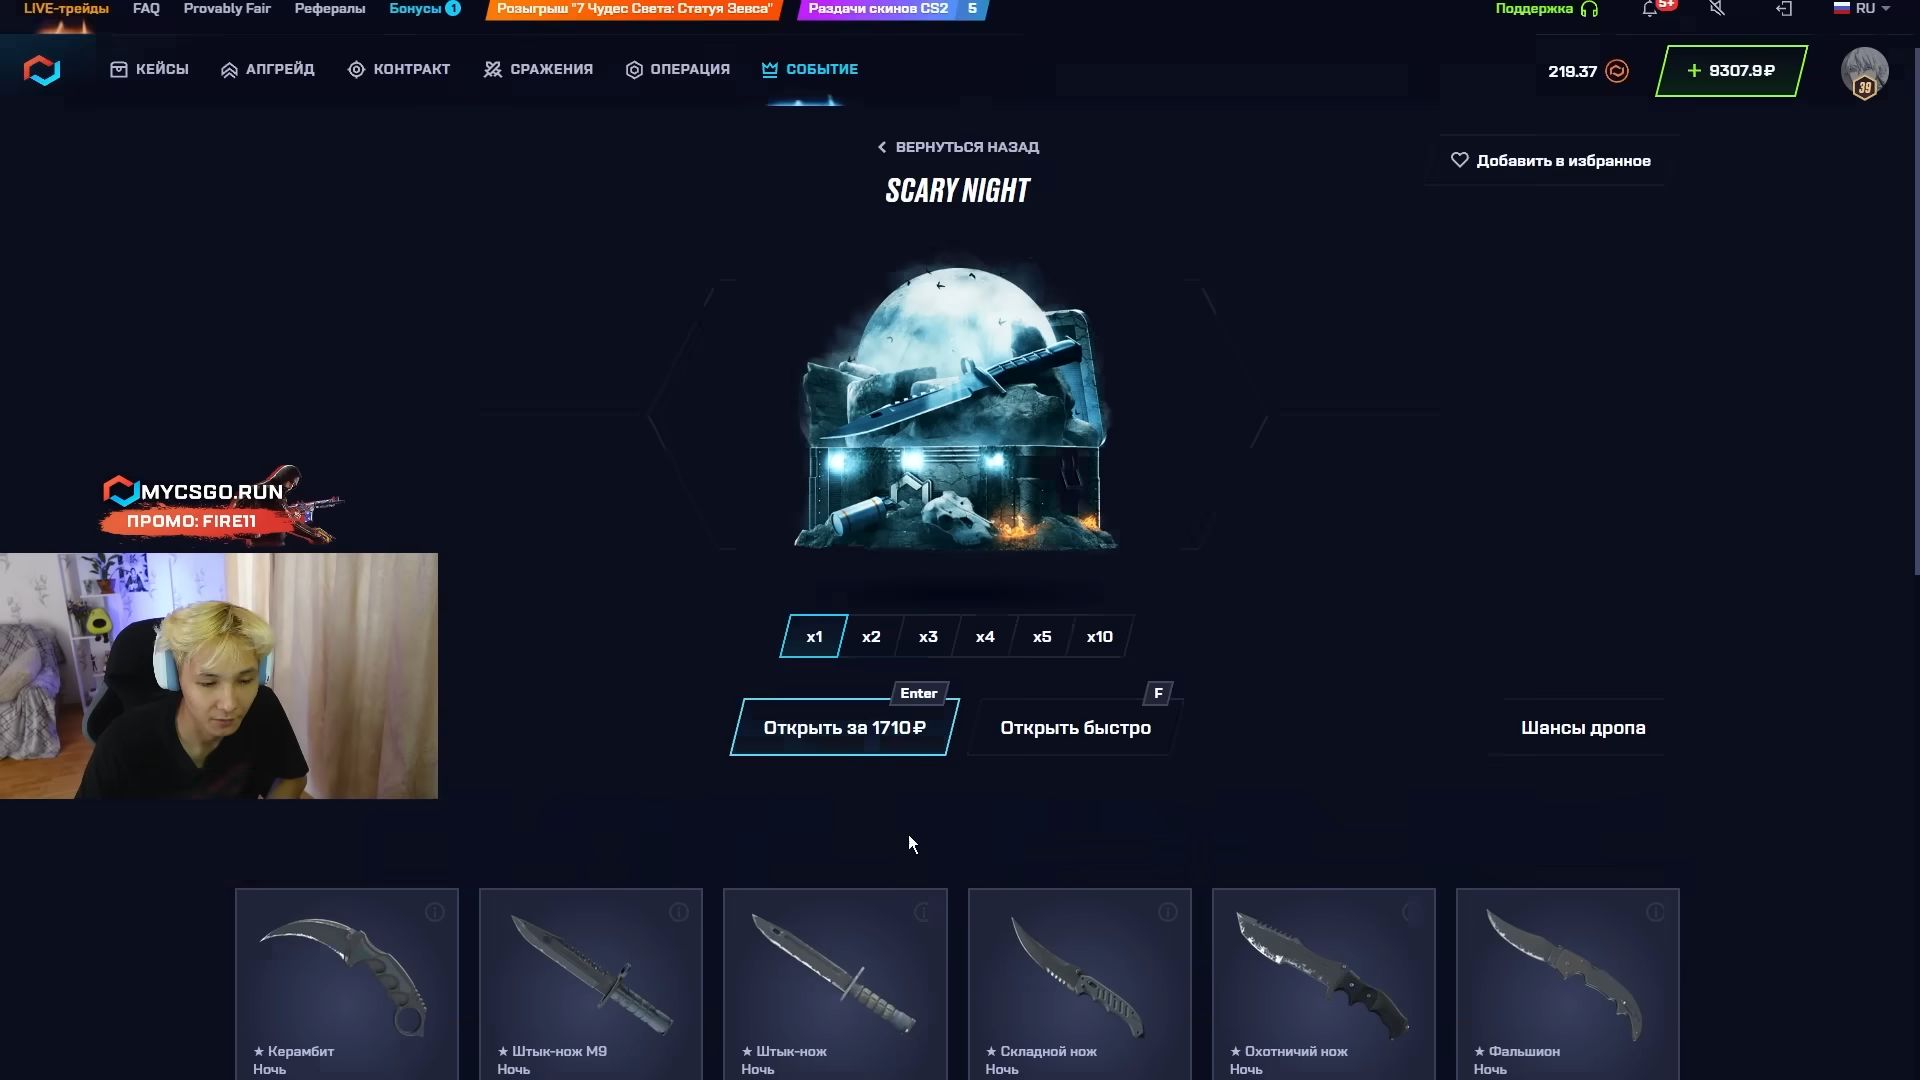 LIVE-трейды FAQ Provably Fair Рефералы Бонусы 1 Розыгрыш "7 Чудес Света: Статуя Зевса" Раздачи скинов CS2 5 Поддержка 5+ RU
КЕЙСЫ АПГРЕЙД КОНТРАКТ СРАЖЕНИЯ ОПЕРАЦИЯ СОБЫТИЕ 219.37 + 9307.9₽
39
ВЕРНУТЬСЯ НАЗАД
Добавить в избранное
SCARY NIGHT
MYCSGO.RUN
ПРОМО: FIRE11
x1 x2 x3 x4 x5 x10
Enter F
Открыть за 1710₽ Открыть быстро Шансы дропа
★ Керамбит
Ночь
★ Штык-нож M9
Ночь
★ Штык-нож
Ночь
★ Складной нож
Ночь
★ Охотничий нож
Ночь
★ Фальшион
Ночь